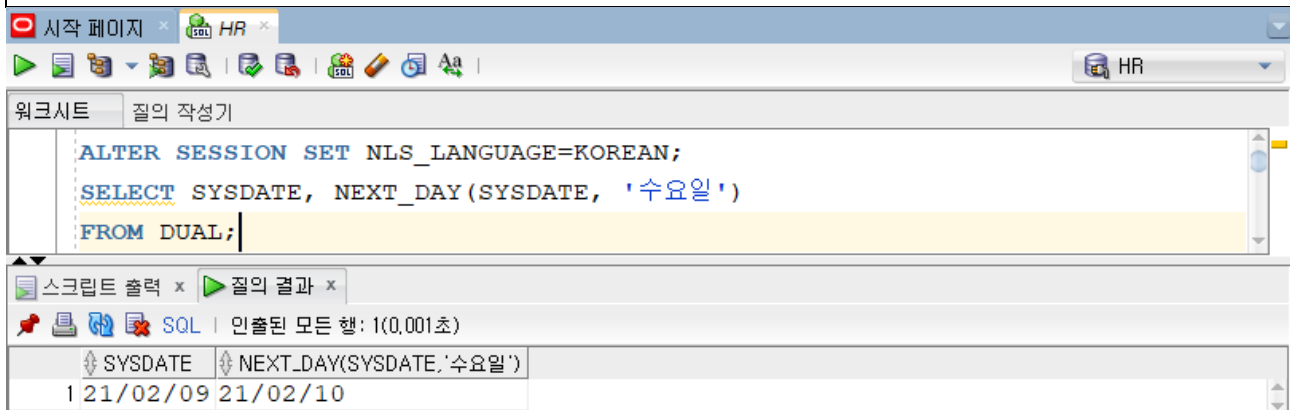 시작 페이지 HR
HR
워크시트 질의 작성기
ALTER SESSION SET NLS_LANGUAGE=KOREAN;
SELECT SYSDATE, NEXT_DAY(SYSDATE, '수요일')
FROM DUAL;
스크립트 출력 x 질의 결과 x
SQL | 인출된 모든 행: 1(0,001초)
SYSDATE NEXT_DAY(SYSDATE,'수요일')
1 21/02/09 21/02/10